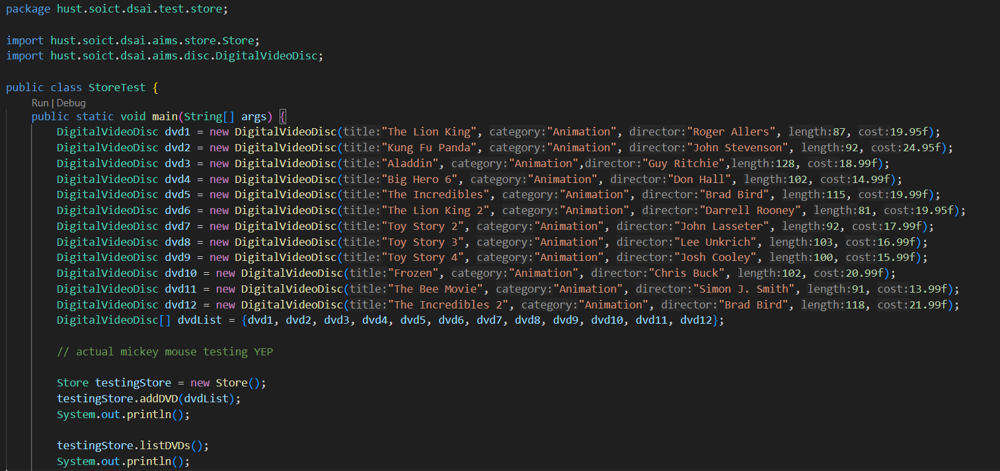 package hust.soict.dsai.test.store;
import hust.soict.dsai.aims.store.Store;
import hust.soict.dsai.aims.disc.DigitalVideoDisc;
public class StoreTest {
Run | Debug
public static void main(String[] args) {
DigitalVideoDisc dvd1 = new DigitalVideoDisc(title:"The Lion King", category:"Animation", director:"Roger Allers", length:87, cost:19.95f);
DigitalVideoDisc dvd2 = new DigitalVideoDisc(title:"Kung Fu Panda", category:"Animation", director:"John Stevenson", length:92, cost:24.95f);
DigitalVideoDisc dvd3 = new DigitalVideoDisc(title:"Aladdin", category:"Animation",director:"Guy Ritchie",length:128, cost:18.99f);
DigitalVideoDisc dvd4 = new DigitalVideoDisc(title:"Big Hero 6", category:"Animation", director:"Don Hall", length:102, cost:14.99f);
DigitalVideoDisc dvd5 = new DigitalVideoDisc(title:"The Incredibles", category:"Animation", director:"Brad Bird", length:115, cost:19.99f);
DigitalVideoDisc dvd6 = new DigitalVideoDisc(title:"The Lion King 2", category:"Animation", director:"Darrell Rooney", length:81, cost:19.95f);
DigitalVideoDisc dvd7 = new DigitalVideoDisc(title:"Toy Story 2", category:"Animation", director:"John Lasseter", length:92, cost:17.99f);
DigitalVideoDisc dvd8 = new DigitalVideoDisc(title:"Toy Story 3", category:"Animation", director:"Lee Unkrich", length:103, cost:16.99f);
DigitalVideoDisc dvd9 = new DigitalVideoDisc(title:"Toy Story 4", category:"Animation", director:"Josh Cooley", length:100, cost:15.99f);
DigitalVideoDisc dvd10 = new DigitalVideoDisc(title:"Frozen", category:"Animation", director:"Chris Buck", length:102, cost:20.99f);
DigitalVideoDisc dvd11 = new DigitalVideoDisc(title:"The Bee Movie", category:"Animation", director:"Simon J. Smith", length:91, cost:13.99f);
DigitalVideoDisc dvd12 = new DigitalVideoDisc(title:"The Incredibles 2", category:"Animation", director:"Brad Bird", length:118, cost:21.99f);
DigitalVideoDisc[] dvdList = {dvd1, dvd2, dvd3, dvd4, dvd5, dvd6, dvd7, dvd8, dvd9, dvd10, dvd11, dvd12};
// actual mickey mouse testing YEP
Store testingStore = new Store();
testingStore.addDVD(dvdList);
System.out.println();
testingStore.listDVDs();
System.out.println();